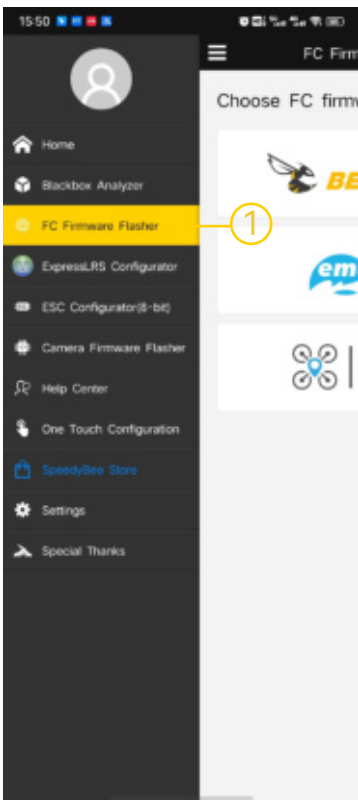 15:50
FC Firm
Choose FC firmw
Home
Blackbox Analyzer
BE
FC Firmware Flasher
1
ExpressLRS Configurator
em
ESC Configurator(8-bit)
Camera Firmware Flasher
Help Center
One Touch Configuration
SpeedyBee Store
Settings
Special Thanks